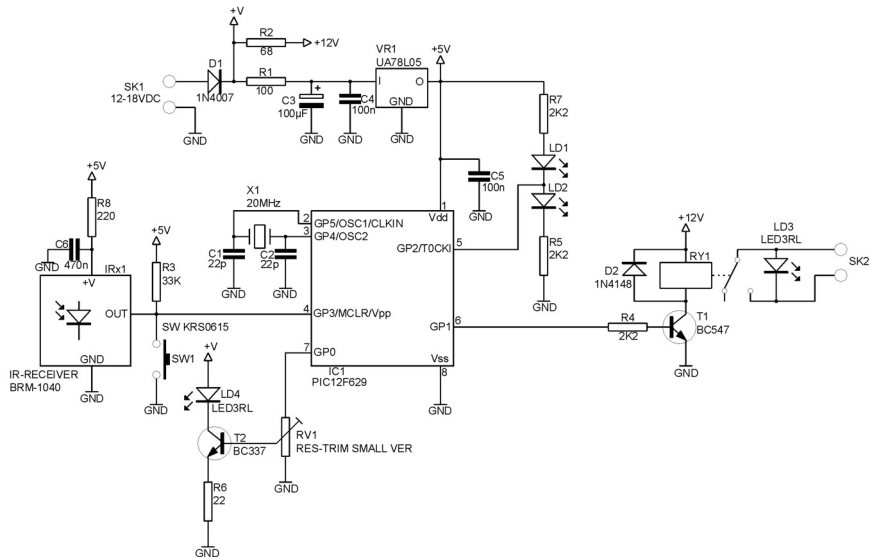 +V
R2
68
+12V
VR1
UA78L05
+5V
D1
1N4007
SK1
12-18VDC
R1
100
I
O
GND
+
C3
100µF
C4
100n
R7
2K2
GND
GND
GND
GND
LD1
LD2
C5
100n
GND
+5V
R8
220
X1
20MHz
1
Vdd
2
GP5/OSC1/CLKIN
3
GP4/OSC2
GP2/T0CKI
5
C6
470n
GND
+5V
C1
22p
C2
22p
GND
GND
R5
2K2
GND
+12V
LD3
LED3RL
D2
1N4148
RY1
SK2
IRx1
+V
R3
33K
OUT
4
GP3/MCLR/Vpp
GP1
6
R4
2K2
T1
BC547
GND
SW KRS0615
SW1
GND
GND
GND
IR-RECEIVER
BRM-1040
+V
7
GP0
Vss
8
IC1
PIC12F629
GND
LD4
LED3RL
T2
BC337
RV1
RES-TRIM SMALL VER
GND
R6
22
GND